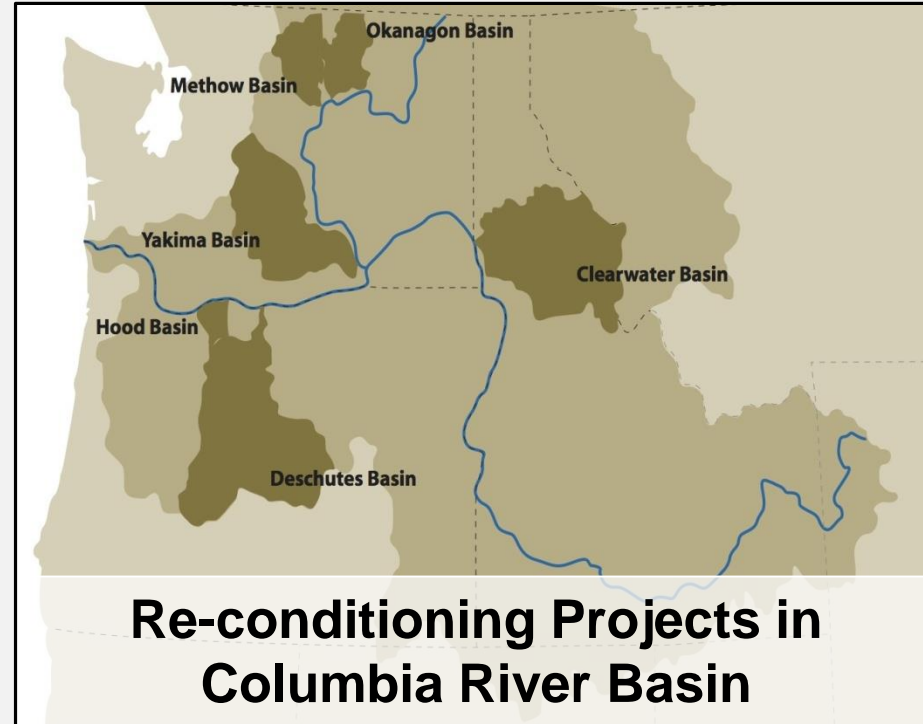 Okanagon Basin
Methow Basin
Yakima Basin
Clearwater Basin
Hood Basin
Deschutes Basin
Re-conditioning Projects in
Columbia River Basin